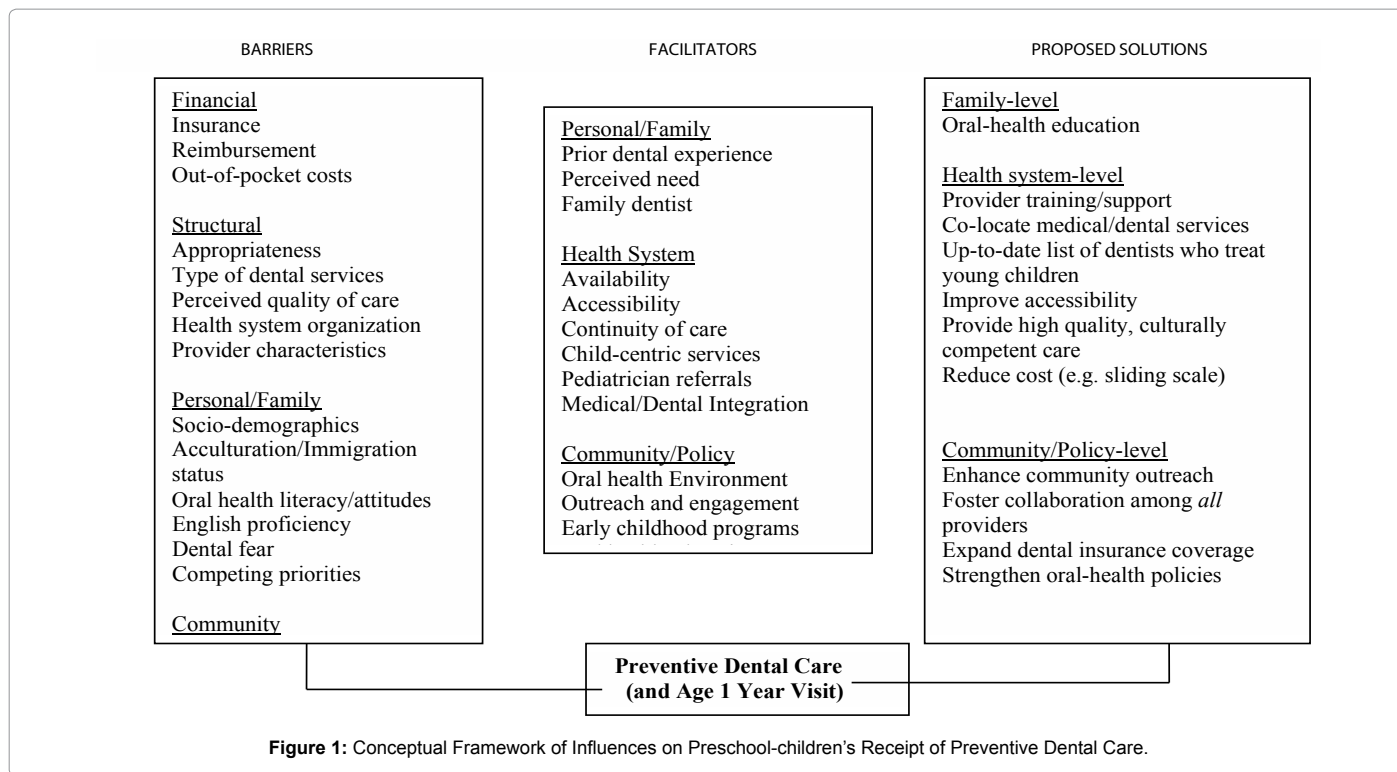 BARRIERS
FACILITATORS
PROPOSED SOLUTIONS
Financial
Insurance
Reimbursement
Out-of-pocket costs
Structural
Appropriateness
Type of dental services
Perceived quality of care
Health system organization
Provider characteristics
Personal/Family
Socio-demographics
Acculturation/Immigration
status
Oral health literacy/attitudes
English proficiency
Dental fear
Competing priorities
Community
Personal/Family
Prior dental experience
Perceived need
Family dentist
Health System
Availability
Accessibility
Continuity of care
Child-centric services
Pediatrician referrals
Medical/Dental Integration
Community/Policy
Oral health Environment
Outreach and engagement
Early childhood programs
Family-level
Oral-health education
Health system-level
Provider training/support
Co-locate medical/dental services
Up-to-date list of dentists who treat
young children
Improve accessibility
Provide high quality, culturally
competent care
Reduce cost (e.g. sliding scale)
Community/Policy-level
Enhance community outreach
Foster collaboration among all
providers
Expand dental insurance coverage
Strengthen oral-health policies
Preventive Dental Care
(and Age 1 Year Visit)
Figure 1: Conceptual Framework of Influences on Preschool-children's Receipt of Preventive Dental Care.